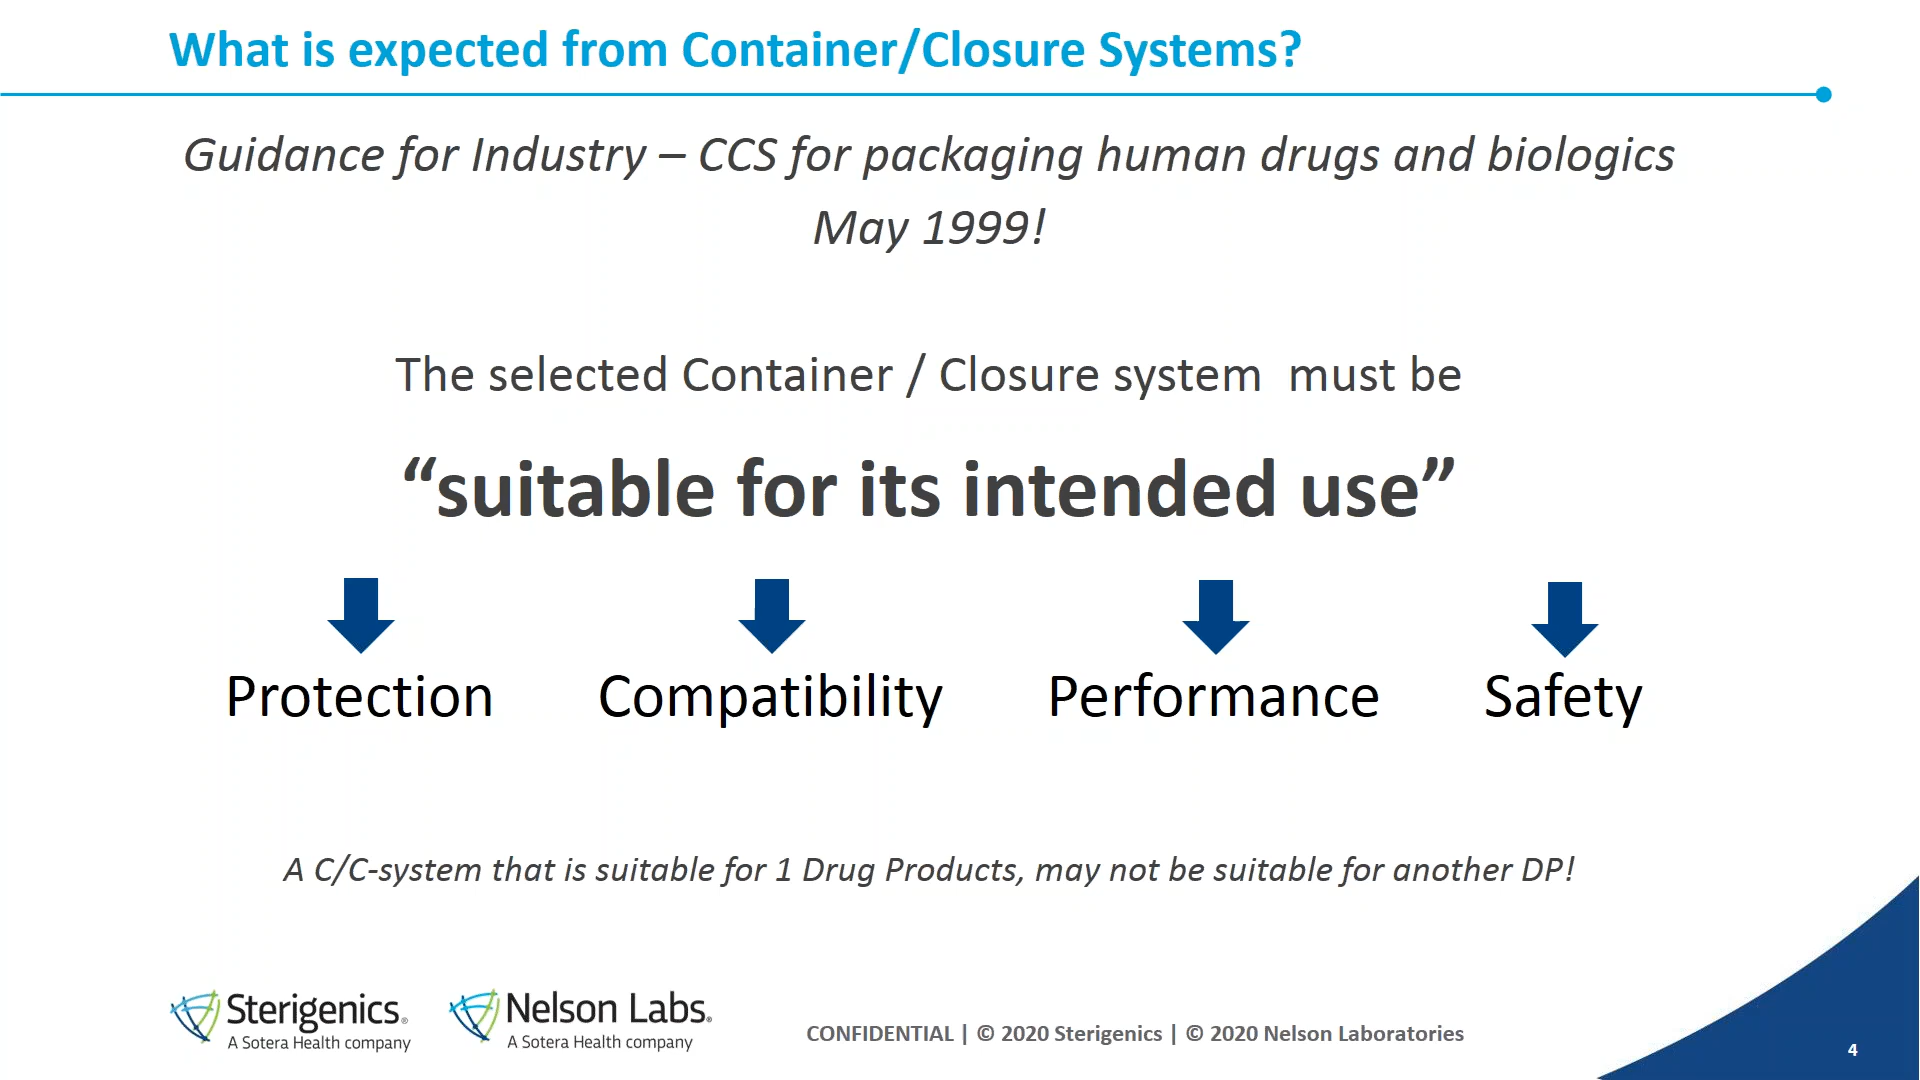 What is expected from Container/Closure Systems?
Guidance for Industry – CCS for packaging human drugs and biologics
May 1999!
The selected Container / Closure system  must be
“suitable for its intended use”
Protection Compatibility Performance Safety
A C/C-system that is suitable for 1 Drug Products, may not be suitable for another DP!
Sterigenics® Nelson Labs®
A Sotera Health company A Sotera Health company
CONFIDENTIAL | © 2020 Sterigenics | © 2020 Nelson Laboratories
4